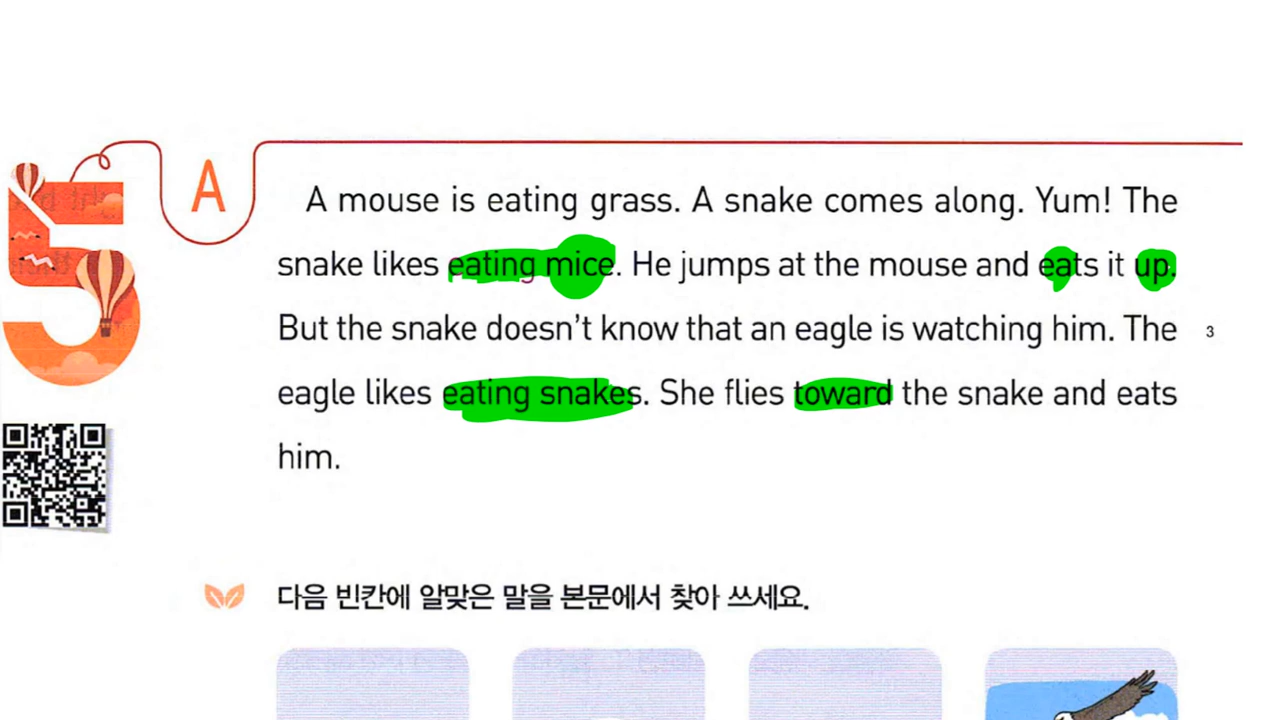 5
A
A mouse is eating grass. A snake comes along. Yum! The
snake likes eating mice. He jumps at the mouse and eats it up.
But the snake doesn't know that an eagle is watching him. The
3
eagle likes eating snakes. She flies toward the snake and eats
him.
다음 빈칸에 알맞은 말을 본문에서 찾아 쓰세요.